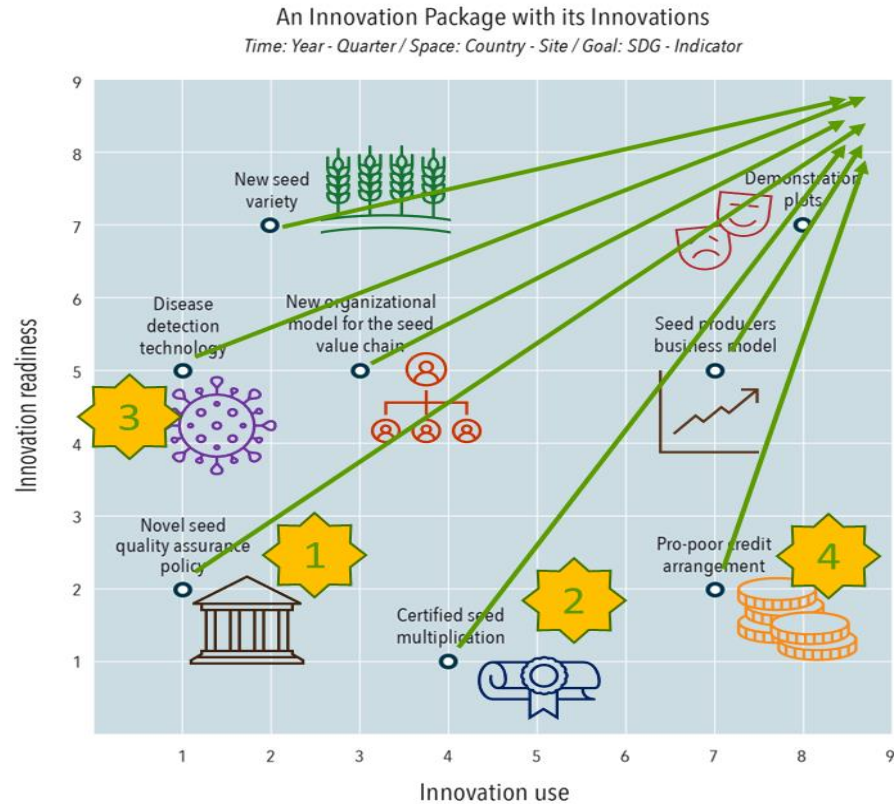 An Innovation Package with its Innovations
Time: Year - Quarter / Space: Country - Site / Goal: SDG - Indicator
Innovation readiness
9
8
7
6
5
4
3
2
1
New seed
variety
Demonstration
plots
Disease
detection
technology
New organizational
model for the seed
value chain
Seed producers
business model
3
Novel seed
quality assurance
policy
1
Certified seed
multiplication
2
Pro-poor credit
arrangement
4
1
2
3
4
5
6
7
8
9
Innovation use